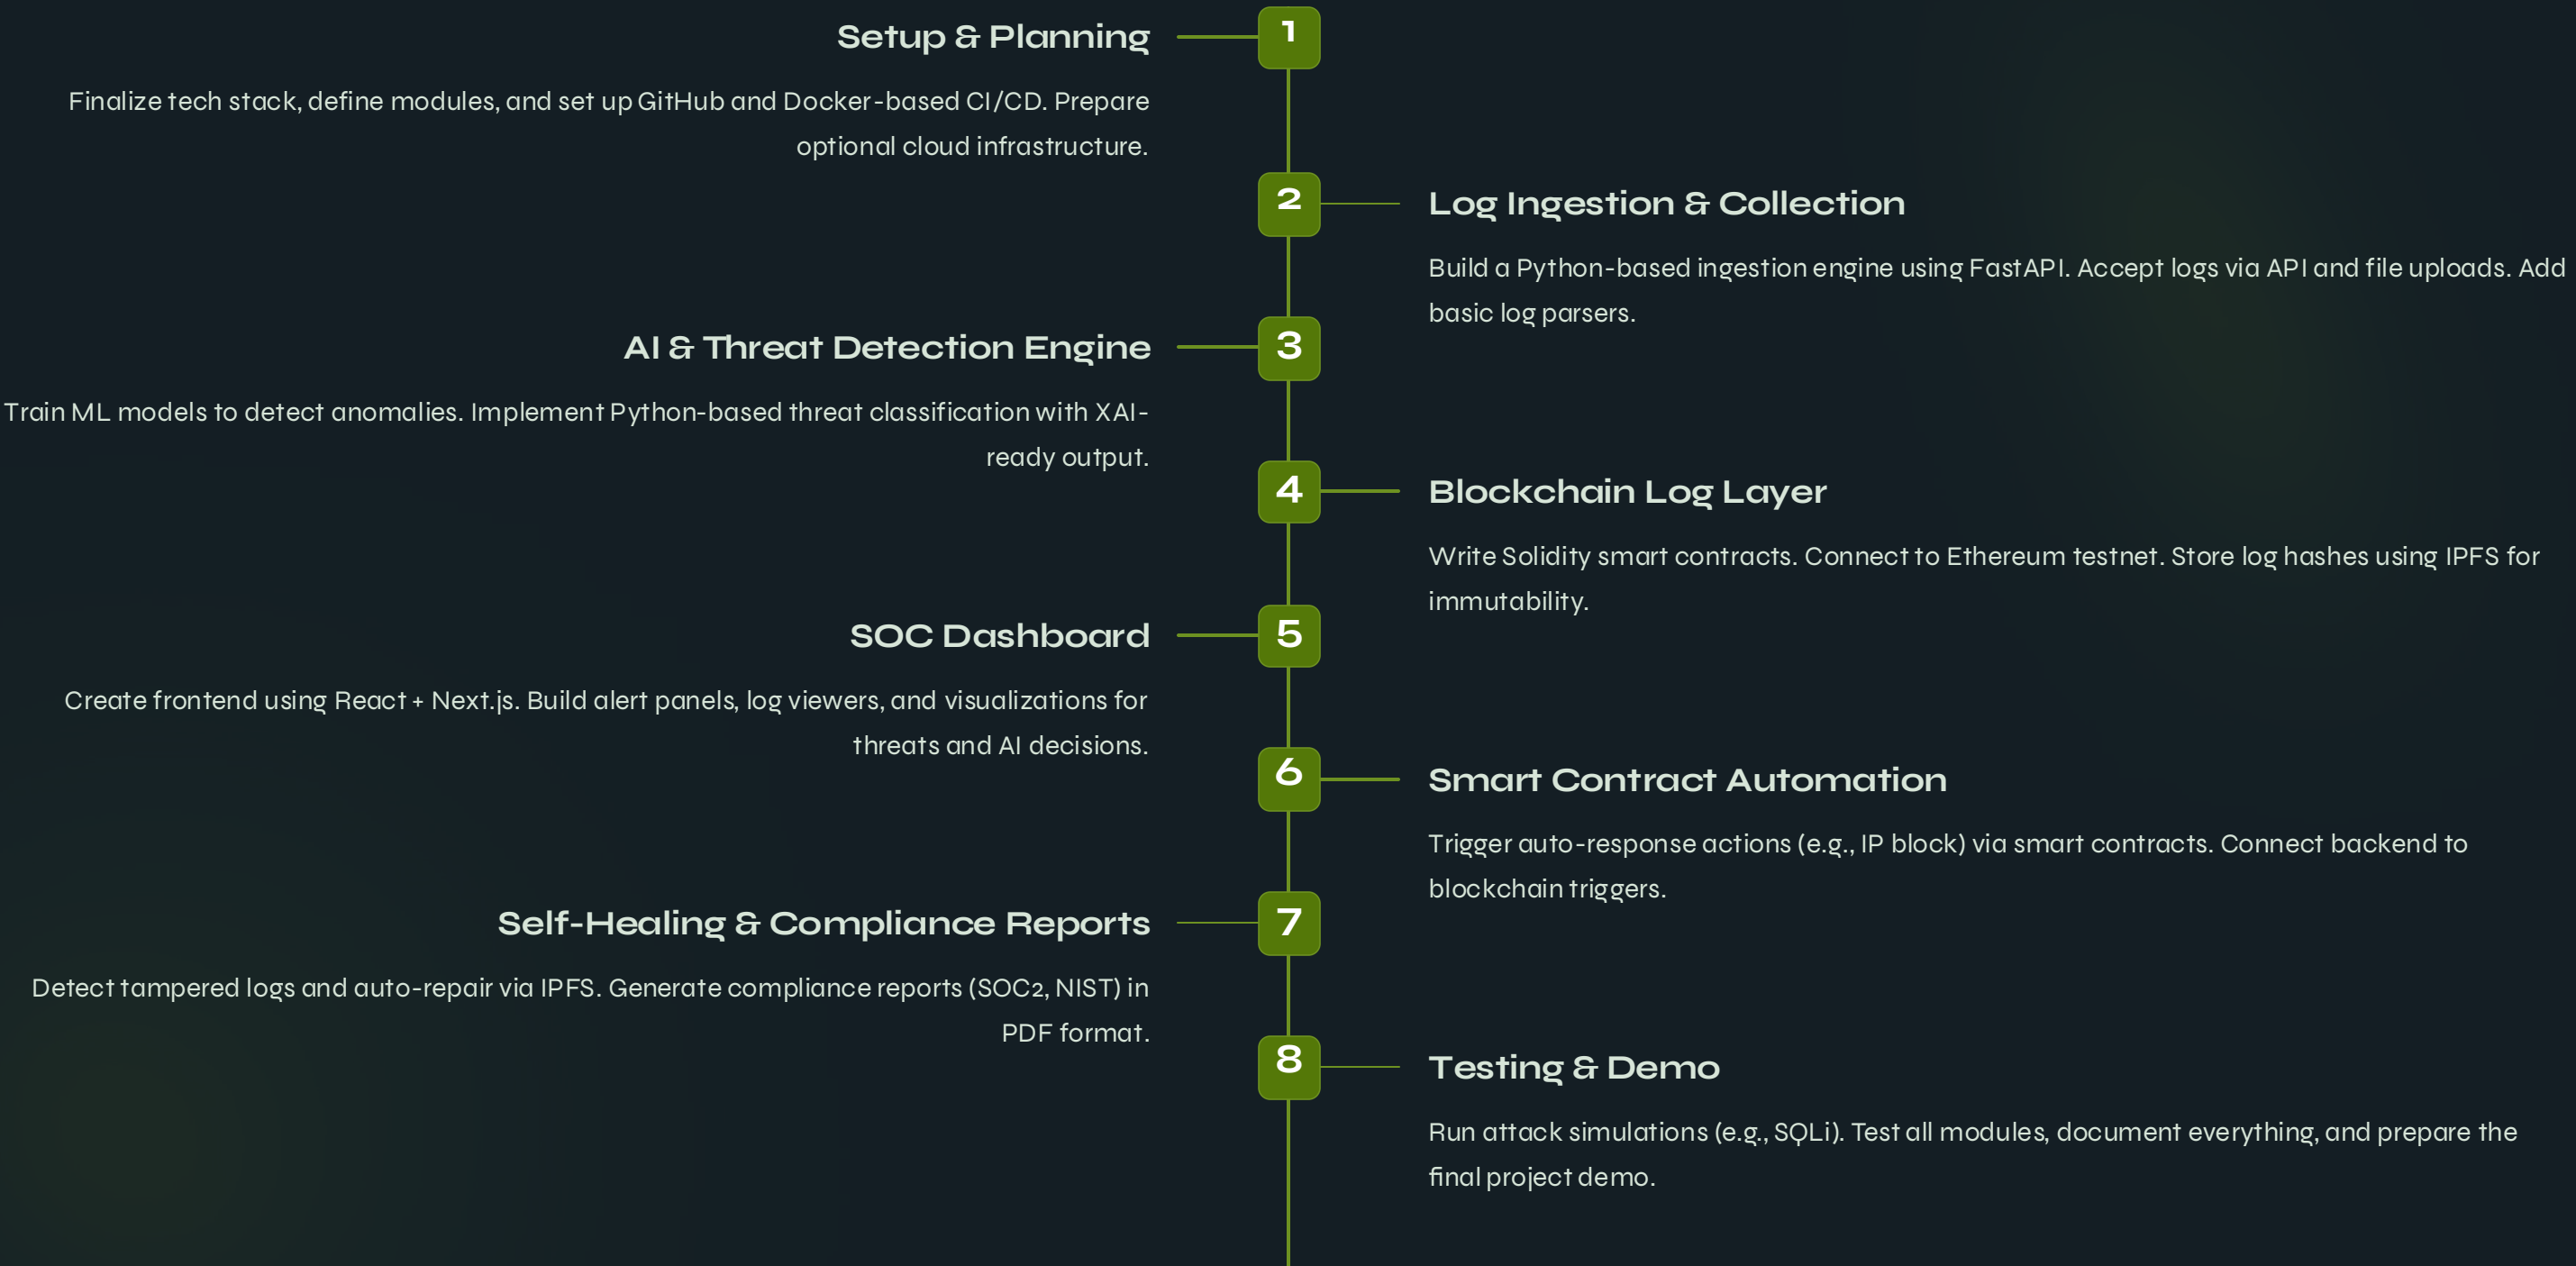 Setup & Planning
1
Finalize tech stack, define modules, and set up GitHub and Docker-based CI/CD. Prepare
optional cloud infrastructure.
2
Log Ingestion & Collection
Build a Python-based ingestion engine using FastAPI. Accept logs via API and file uploads. Add
basic log parsers.
AI & Threat Detection Engine
3
Train ML models to detect anomalies. Implement Python-based threat classification with XAI-
ready output.
4
Blockchain Log Layer
Write Solidity smart contracts. Connect to Ethereum testnet. Store log hashes using IPFS for
immutability.
SOC Dashboard
5
Create frontend using React + Next.js. Build alert panels, log viewers, and visualizations for
threats and AI decisions.
6
Smart Contract Automation
Trigger auto-response actions (e.g., IP block) via smart contracts. Connect backend to
blockchain triggers.
Self-Healing & Compliance Reports
7
Detect tampered logs and auto-repair via IPFS. Generate compliance reports (SOC2, NIST) in
PDF format.
8
Testing & Demo
Run attack simulations (e.g., SQLi). Test all modules, document everything, and prepare the
final project demo.